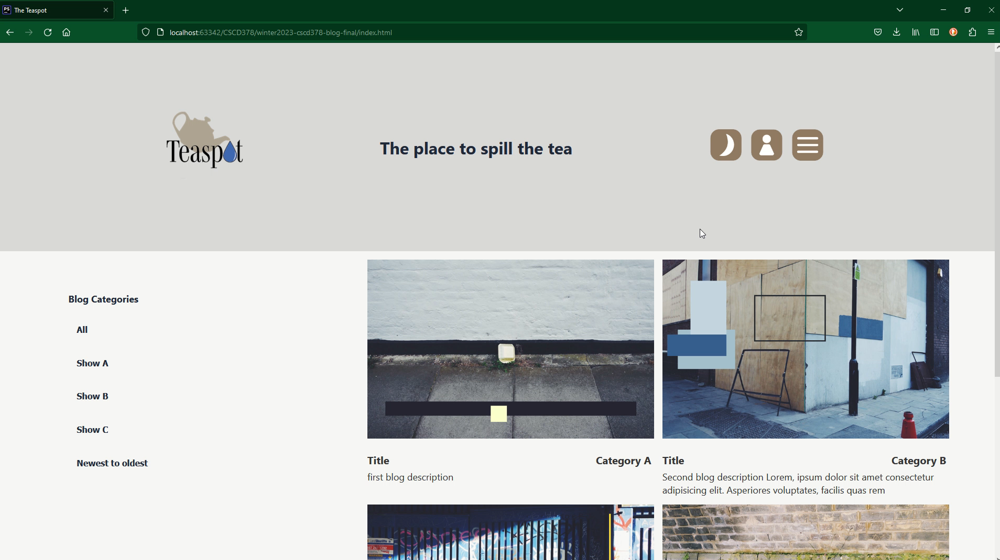 PS The Teaspot
localhost:63342/CSCD378/winter2023-cscd378-blog-final/index.html
Teaspot
The place to spill the tea
Blog Categories
All
Show A
Show B
Show C
Newest to oldest
Title Category A
first blog description
Title Category B
Second blog description Lorem, ipsum dolor sit amet consectetur
adipisicing elit. Asperiores voluptates, facilis quas rem